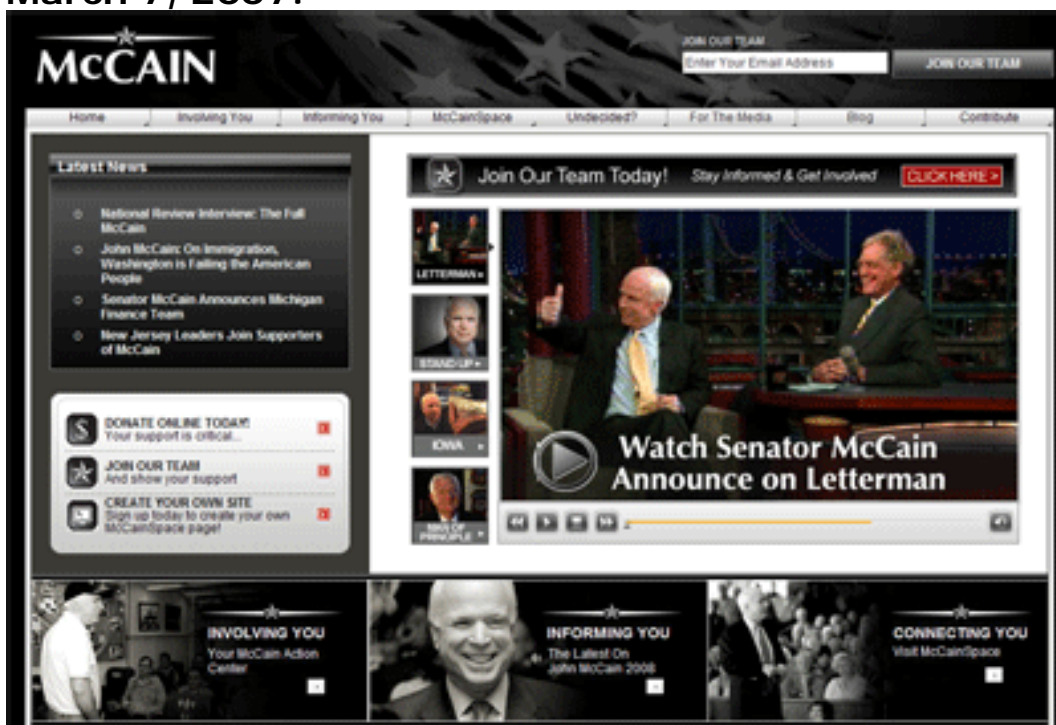 March 7, 2007:
McCAIN
JOIN OUR TEAM
Enter Your Email Address
JOIN OUR TEAM
Home
Involving You
Informing You
McCainSpace
Undecided?
For The Media
Blog
Contribute
Latest News
National Review Interview: The Full
McCain
John McCain: On Immigration,
Washington is Failing the American
People
Senator McCain Announces Michigan
Finance Team
New Jersey Leaders Join Supporters
of McCain
DONATE ONLINE TODAY!
Your support is critical...
JOIN OUR TEAM
And show your support
CREATE YOUR OWN SITE
Sign up today to create your own
McCainSpace page!
Join Our Team Today!
Stay Informed & Get Involved
CLICK HERE >
LETTERMAN
STAND UP
IOWA
MAN OF
PRINCIPLE
Watch Senator McCain
Announce on Letterman
INVOLVING YOU
Your McCain Action
Center
INFORMING YOU
The Latest On
John McCain 2008
CONNECTING YOU
Visit McCainSpace